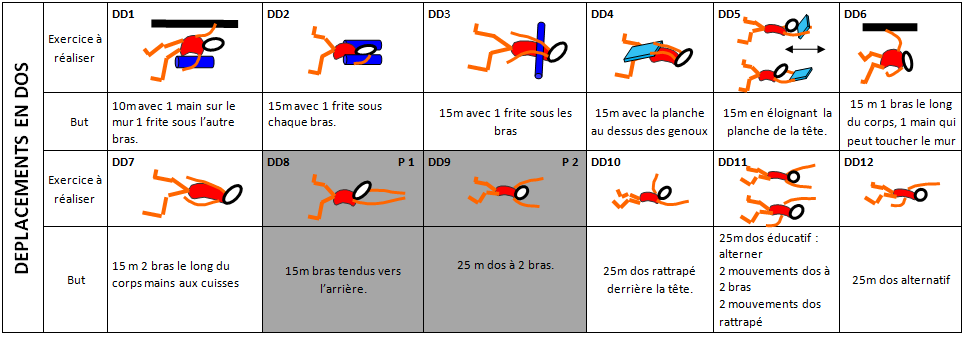 DEPLACEMENTS EN DOS
Exercice à
réaliser
DD1
DD2
DD3
DD4
DD5
DD6
But
10m avec 1 main sur le
mur 1 frite sous l'autre
bras.
15m avec 1 frite sous
chaque bras.
15m avec 1 frite sous les
bras
15m avec la planche
au dessus des genoux
15m en éloignant la
planche de la tête.
15 m 1 bras le long
du corps, 1 main qui
peut toucher le mur
Exercice à
réaliser
DD7
DD8 P 1
DD9 P 2
DD10
DD11
DD12
But
15 m 2 bras le long du
corps mains aux cuisses
15m bras tendus vers
l'arrière.
25 m dos à 2 bras.
25m dos rattrapé
derrière la tête.
25m dos éducatif :
alterner
2 mouvements dos à
2 bras
2 mouvements dos
rattrapé
25m dos alternatif